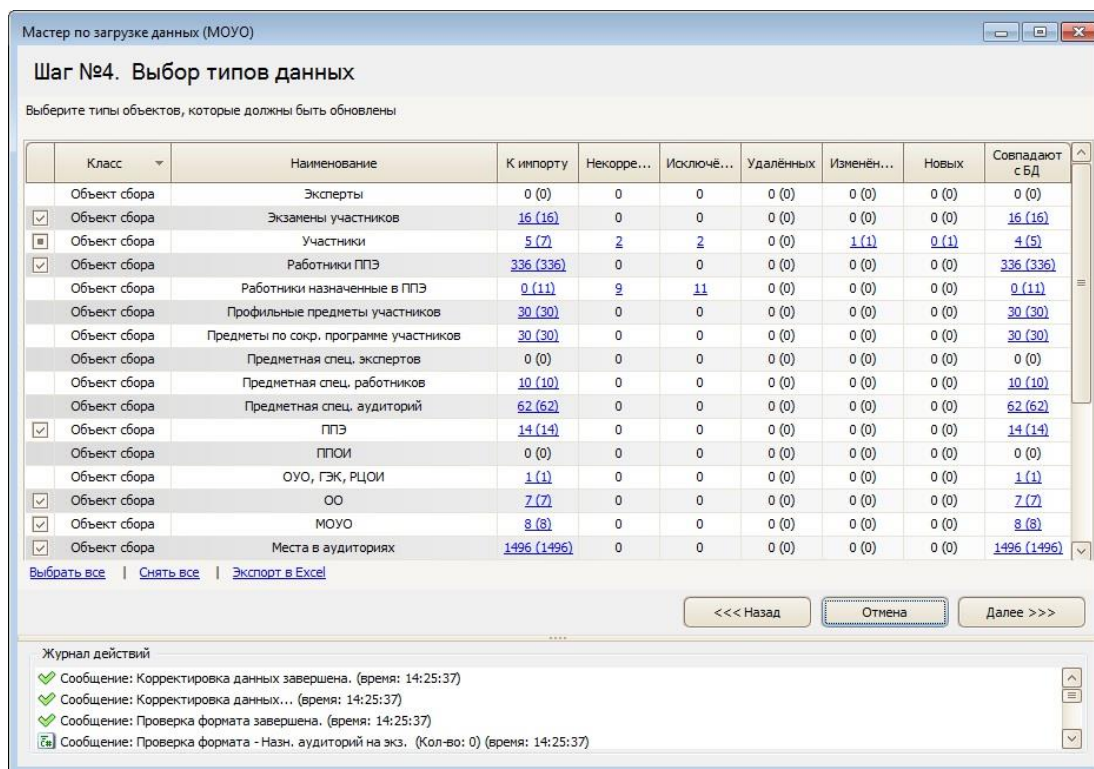 Мастер по загрузке данных (МОУО)
Шаг №4. Выбор типов данных
Выберите типы объектов, которые должны быть обновлены
Класс Наименование К импорту Некорре... Исключё... Удалённых Изменён... Новых Совпадают с БД
Объект сбора Эксперты 0 (0) 0 0 0 (0) 0 (0) 0 (0) 0 (0)
Объект сбора Экзамены участников 16 (16) 0 0 0 (0) 0 (0) 0 (0) 16 (16)
Объект сбора Участники 5 (7) 2 2 0 (0) 1 (1) 0 (1) 4 (5)
Объект сбора Работники ППЭ 336 (336) 0 0 0 (0) 0 (0) 0 (0) 336 (336)
Объект сбора Работники назначенные в ППЭ 0 (11) 9 11 0 (0) 0 (0) 0 (0) 0 (11)
Объект сбора Профильные предметы участников 30 (30) 0 0 0 (0) 0 (0) 0 (0) 30 (30)
Объект сбора Предметы по сокр. программе участников 30 (30) 0 0 0 (0) 0 (0) 0 (0) 30 (30)
Объект сбора Предметная спец. экспертов 0 (0) 0 0 0 (0) 0 (0) 0 (0) 0 (0)
Объект сбора Предметная спец. работников 10 (10) 0 0 0 (0) 0 (0) 0 (0) 10 (10)
Объект сбора Предметная спец. аудиторий 62 (62) 0 0 0 (0) 0 (0) 0 (0) 62 (62)
Объект сбора ППЭ 14 (14) 0 0 0 (0) 0 (0) 0 (0) 14 (14)
Объект сбора ППОИ 0 (0) 0 0 0 (0) 0 (0) 0 (0) 0 (0)
Объект сбора ОУО, ГЭК, РЦОИ 1 (1) 0 0 0 (0) 0 (0) 0 (0) 1 (1)
Объект сбора ОО 7 (7) 0 0 0 (0) 0 (0) 0 (0) 7 (7)
Объект сбора МОУО 8 (8) 0 0 0 (0) 0 (0) 0 (0) 8 (8)
Объект сбора Места в аудиториях 1496 (1496) 0 0 0 (0) 0 (0) 0 (0) 1496 (1496)
Выбрать все | Снять все | Экспорт в Excel
<<< Назад Отмена Далее >>>
Журнал действий
Сообщение: Корректировка данных завершена. (время: 14:25:37)
Сообщение: Корректировка данных... (время: 14:25:37)
Сообщение: Проверка формата завершена. (время: 14:25:37)
Сообщение: Проверка формата - Назн. аудиторий на экз. (Кол-во: 0) (время: 14:25:37)